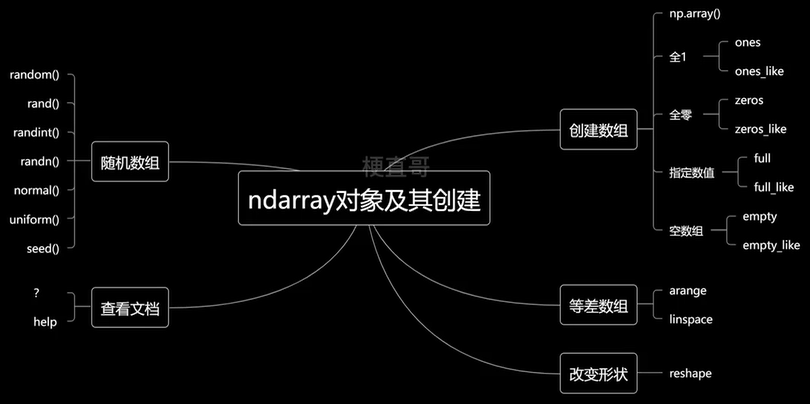 梗直哥
ndarray对象及其创建
创建数组
np.array()
全1
ones
ones_like
全零
zeros
zeros_like
指定数值
full
full_like
空数组
empty
empty_like
等差数组
arange
linspace
改变形状
reshape
随机数组
random()
rand()
randint()
randn()
normal()
uniform()
seed()
查看文档
?
help